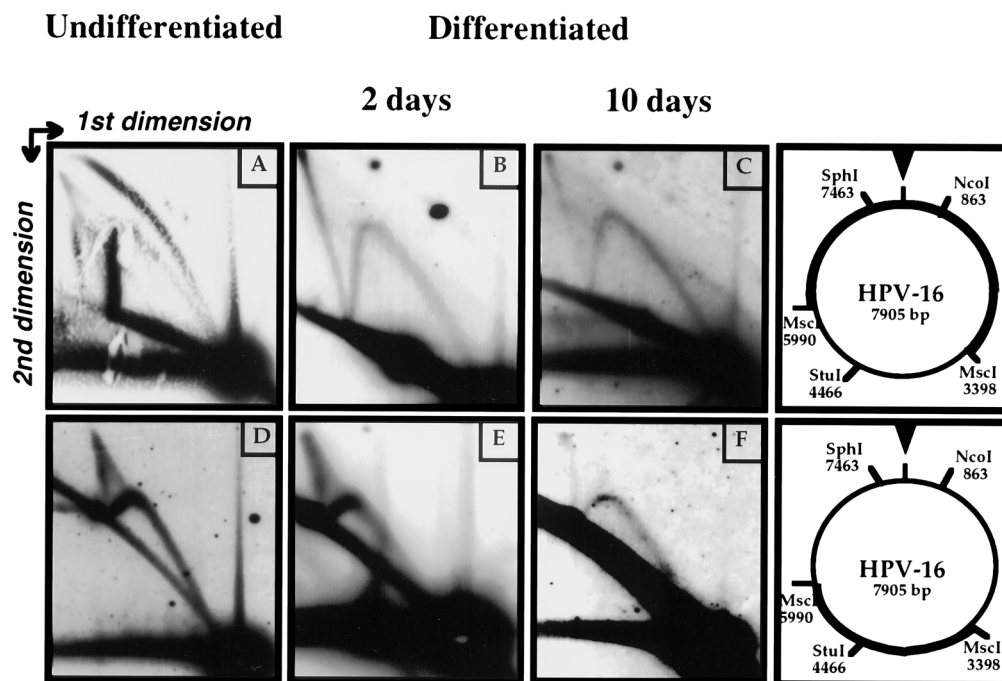 Undifferentiated Differentiated
2 days 10 days
1st dimension
2nd dimension
A B C
SphI
7463
NcoI
863
HPV-16
7905 bp
MscI
5990
MscI
3398
StuI
4466
D E F
SphI
7463
NcoI
863
HPV-16
7905 bp
MscI
5990
MscI
3398
StuI
4466